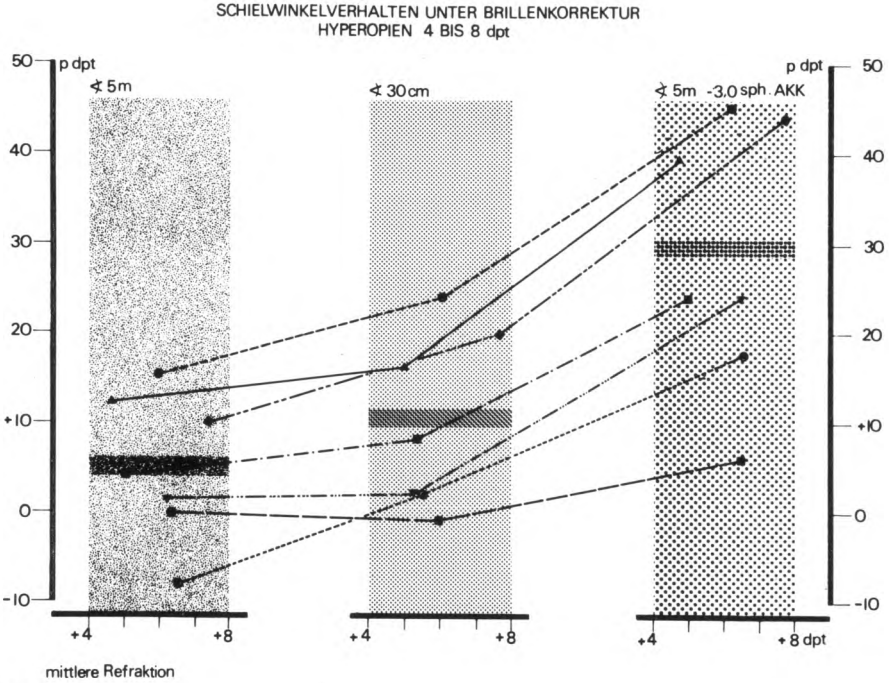 SCHIELWINKELVERHALTEN UNTER BRILLENKORREKTUR
HYPEROPIEN 4 BIS 8 dpt
50 p dpt p dpt 50
∢ 5m ∢ 30 cm ∢ 5m -3.0 sph. AKK
40 40
30 30
20 20
+10 +10
0 0
-10 -10
+4 +8 +4 +8 +4 +8 dpt
mittlere Refraktion